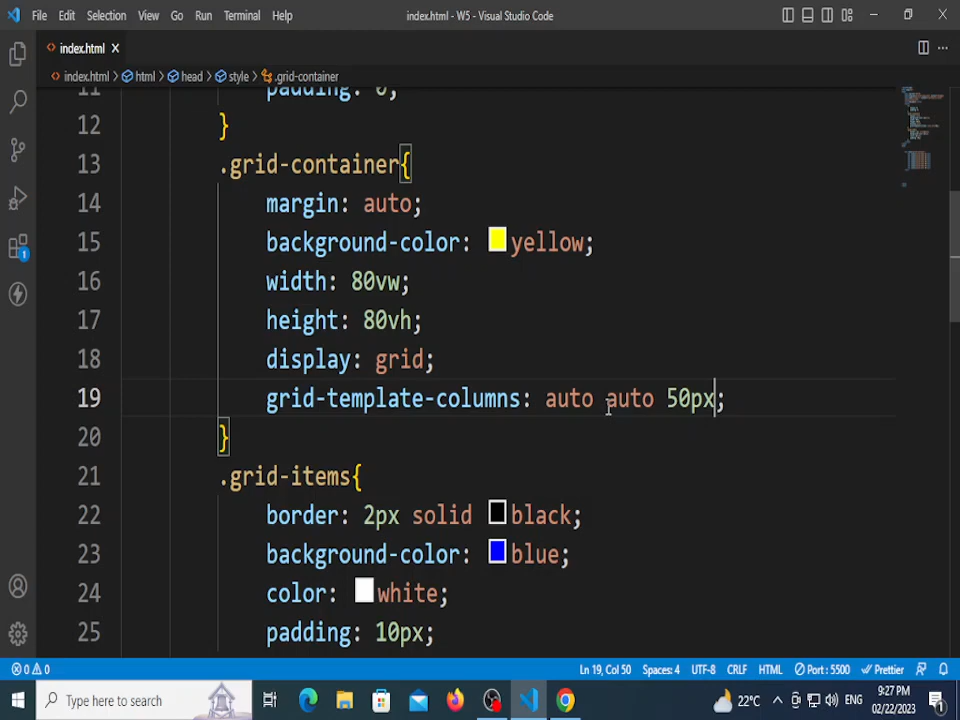 File Edit Selection View Go Run Terminal Help index.html - W5 - Visual Studio Code
index.html
index.html > html > head > style > .grid-container
11 padding: 0;
12 }
13 .grid-container{
14 margin: auto;
15 background-color: yellow;
16 width: 80vw;
17 height: 80vh;
18 display: grid;
19 grid-template-columns: auto auto 50px;
20 }
21 .grid-items{
22 border: 2px solid black;
23 background-color: blue;
24 color: white;
25 padding: 10px;
1
0 0 Ln 19, Col 50 Spaces: 4 UTF-8 CRLF HTML Port : 5500 Prettier
Type here to search 22°C ENG 9:27 PM
02/22/2023 1